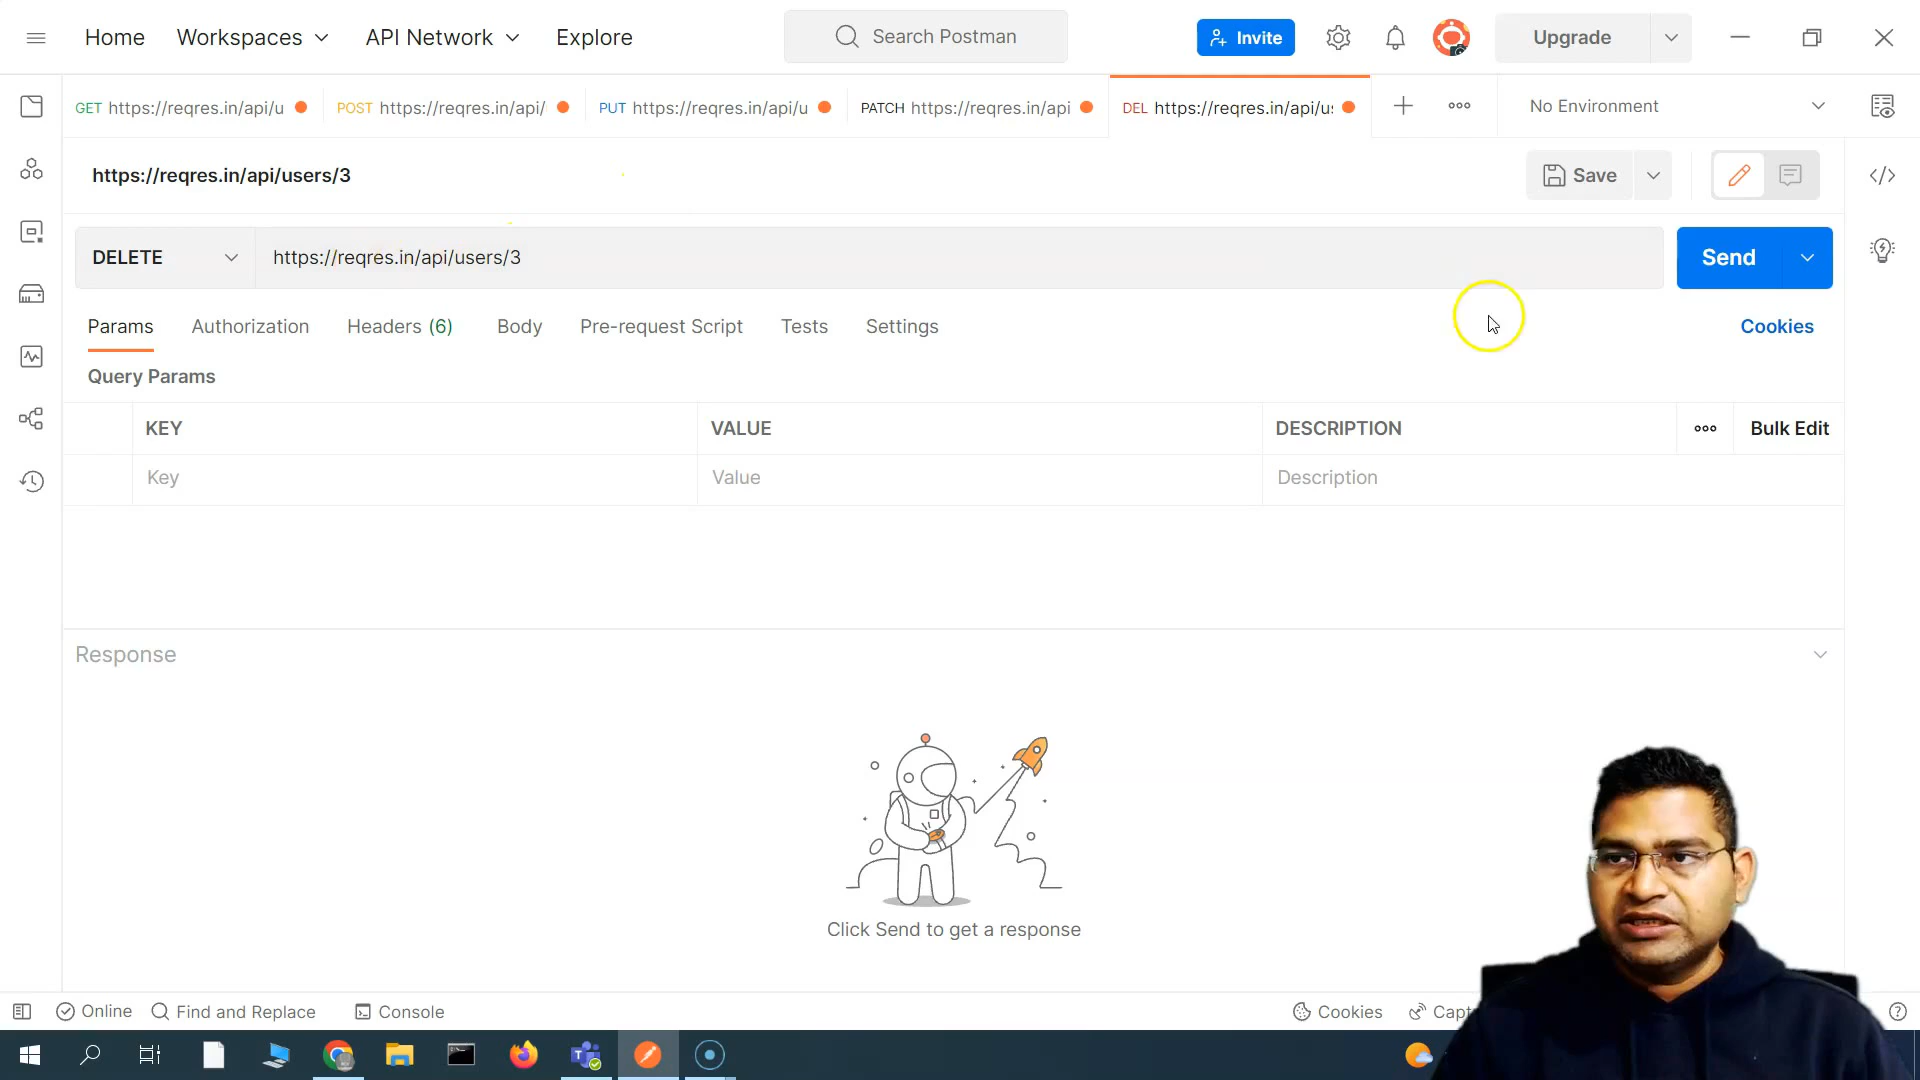 Home Workspaces API Network Explore Search Postman Invite Upgrade
GET https://reqres.in/api/u POST https://reqres.in/api/ PUT https://reqres.in/api/u PATCH https://reqres.in/api DEL https://reqres.in/api/us No Environment
https://reqres.in/api/users/3 Save
DELETE https://reqres.in/api/users/3 Send
Params Authorization Headers (6) Body Pre-request Script Tests Settings Cookies
Query Params
KEY VALUE DESCRIPTION Bulk Edit
Key Value Description
Response
Click Send to get a response
Online Find and Replace Console Cookies Capt